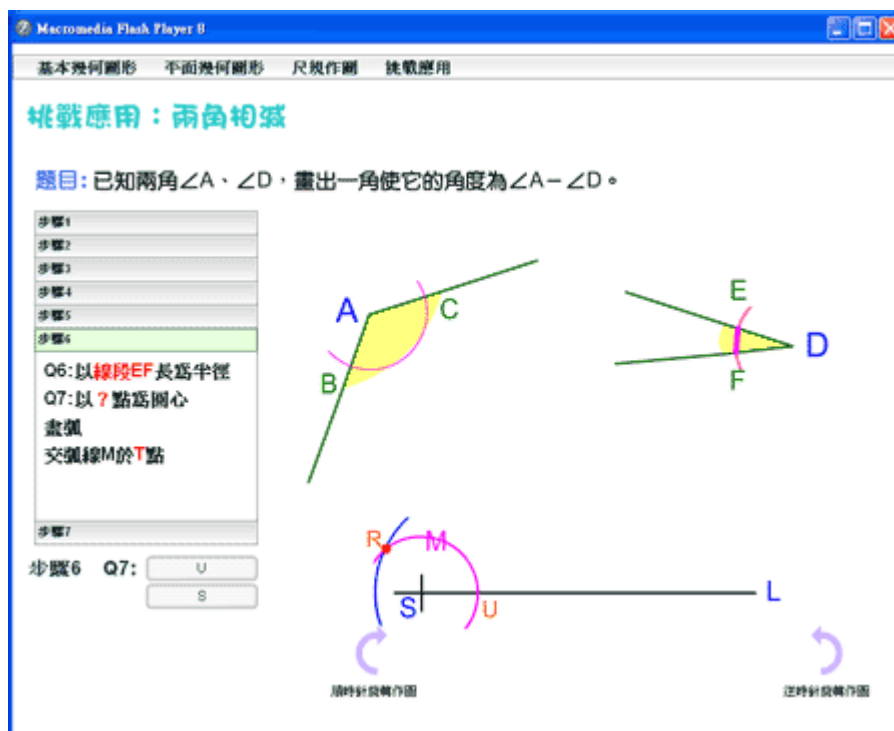 Macromedia Flash Player 8
基本幾何圖形 平面幾何圖形 尺規作圖 挑戰應用
挑戰應用：兩角相減
題目：已知兩角∠A、∠D，畫出一角使它的角度為∠A－∠D。
步驟1
步驟2
步驟3
步驟4
步驟5
步驟6
Q6:以線段EF長為半徑
Q7:以？點為圓心
畫弧
交弧線M於T點
步驟7
步驟6 Q7: U
S
A
C
B
E
D
F
R
M
S
U
L
順時針旋轉作圖
逆時針旋轉作圖